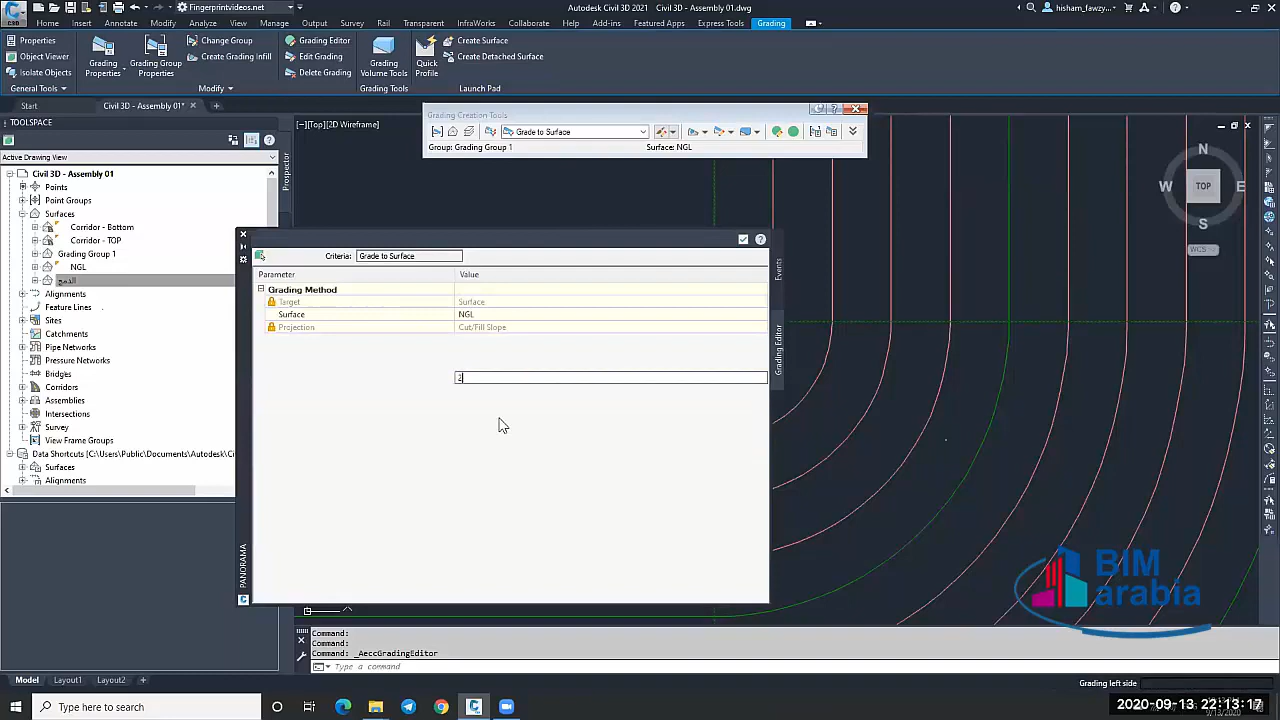 Fingerprintvideos.net
Autodesk Civil 3D 2021 Civil 3D - Assembly 01.dwg
hisham_fawzy...
Home Insert Annotate Modify Analyze View Manage Output Survey Rail Transparent InfraWorks Collaborate Help Add-ins Featured Apps Express Tools Grading
Properties
Object Viewer
Isolate Objects
Grading Properties
Grading Group Properties
Change Group
Create Grading Infill
Grading Editor
Edit Grading
Delete Grading
Grading Volume Tools
Quick Profile
Create Surface
Create Detached Surface
General Tools Modify Grading Tools Launch Pad
Start Civil 3D - Assembly 01*
TOOLSPACE
[-][Top][2D Wireframe]
Grading Creation Tools
Grade to Surface
Group: Grading Group 1 Surface: NGL
Active Drawing View
Civil 3D - Assembly 01
Points
Point Groups
Surfaces
Corridor - Bottom
Corridor - TOP
Grading Group 1
NGL
الدمج
Alignments
Feature Lines
Sites
Catchments
Pipe Networks
Pressure Networks
Bridges
Corridors
Assemblies
Intersections
Survey
View Frame Groups
Data Shortcuts [C:\Users\Public\Documents\Autodesk\Ci
Surfaces
Alignments
Prospector
N
W TOP E
S
WCS
Criteria: Grade to Surface
Parameter Value
Grading Method
Target Surface
Surface NGL
Projection Cut/Fill Slope
2
Events
Grading Editor
PANORAMA
BIM
arabia
Command:
Command:
Command: _AeccGradingEditor
Type a command
Model Layout1 Layout2
Grading left side
Type here to search
2020-09-13 22:13:17